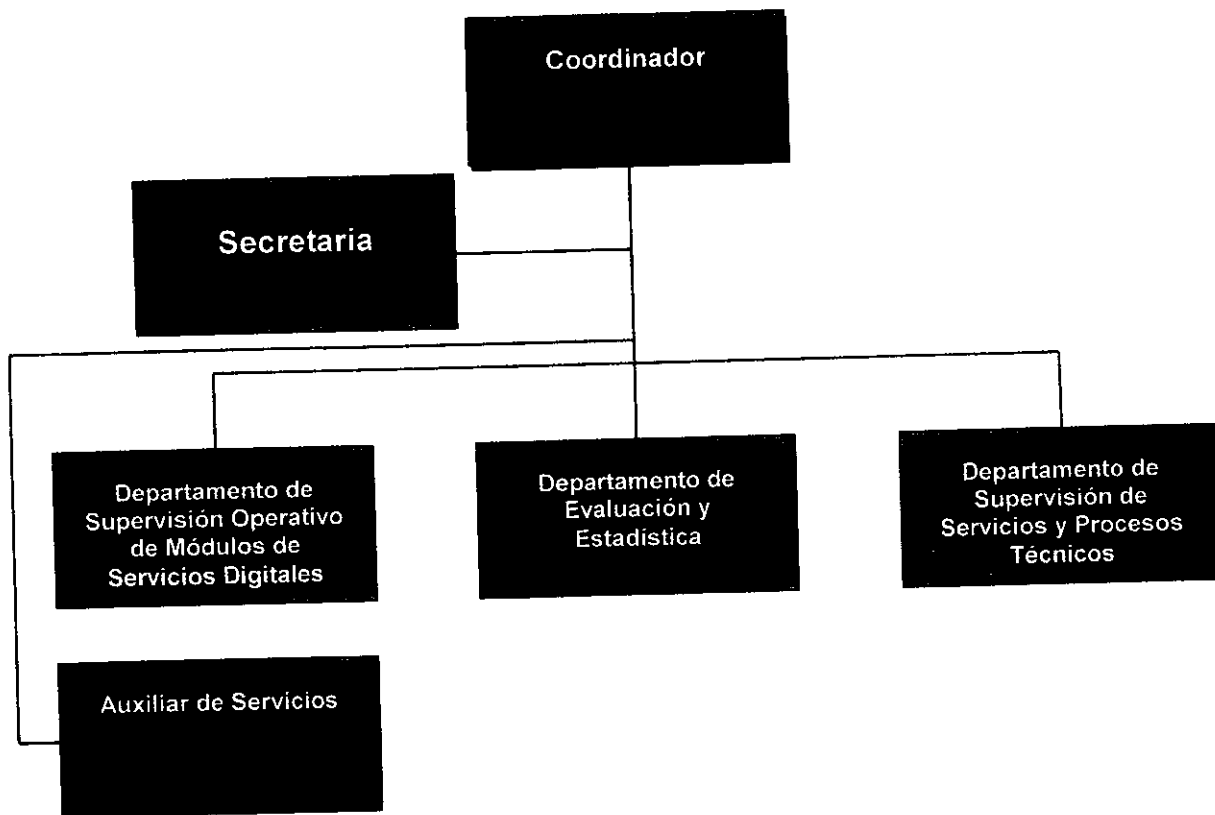 Coordinador
Secretaria
Departamento de
Supervisión Operativo
de Módulos de
Servicios Digitales
Departamento de
Evaluación y
Estadística
Departamento de
Supervisión de
Servicios y Procesos
Técnicos
Auxiliar de Servicios